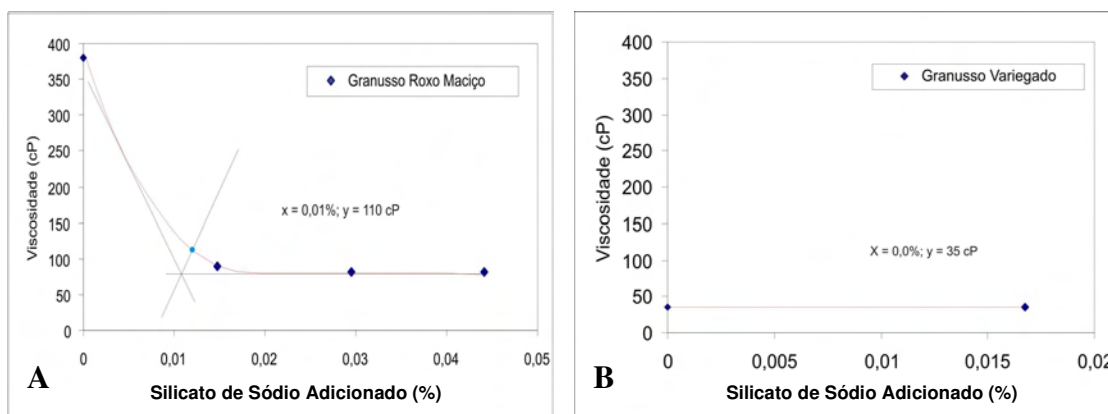 400
350
300
250
200
150
100
50
0
Viscosidade (cP)
Granusso Roxo Maciço
x = 0,01%; y = 110 cP
0 0,01 0,02 0,03 0,04 0,05
A
Silicato de Sódio Adicionado (%)
400
350
300
250
200
150
100
50
0
Viscosidade (cP)
Granusso Variegado
X = 0,0%; y = 35 cP
0 0,005 0,01 0,015 0,02
B
Silicato de Sódio Adicionado (%)